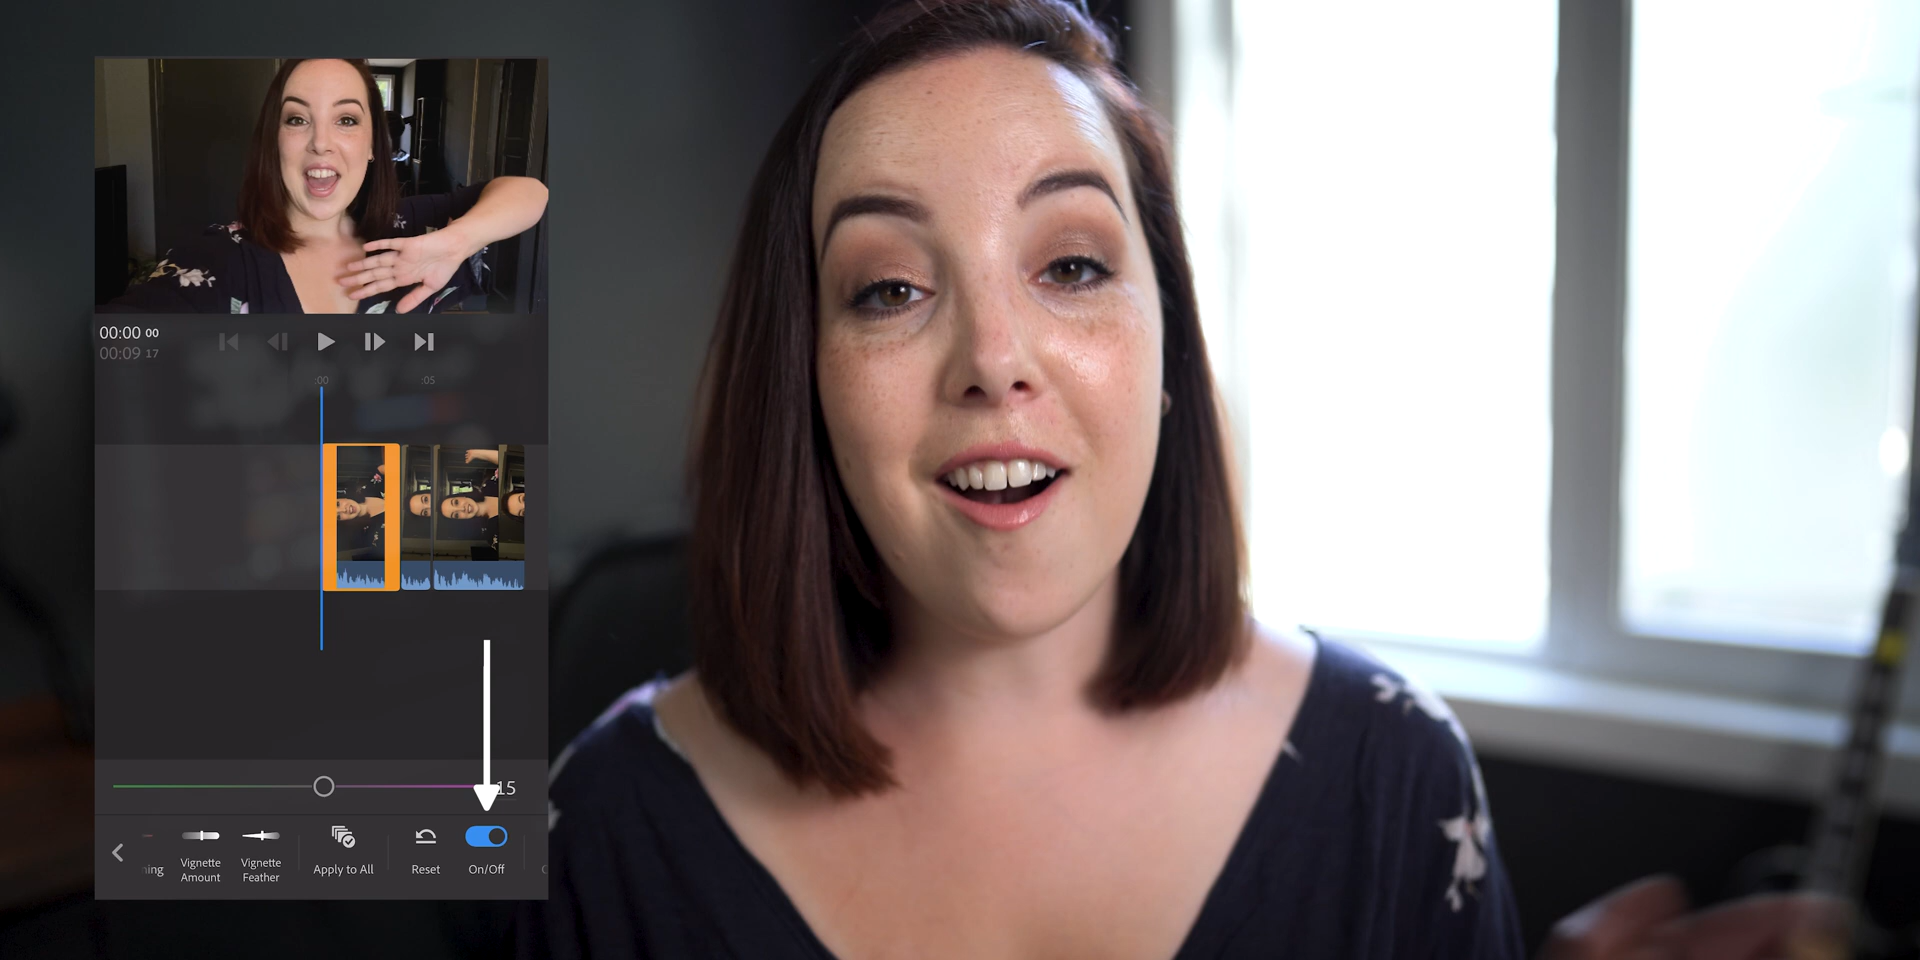 00:00 00
00:09 17
:00 :05
15
Vignette Amount
Vignette Feather
Apply to All
Reset
On/Off